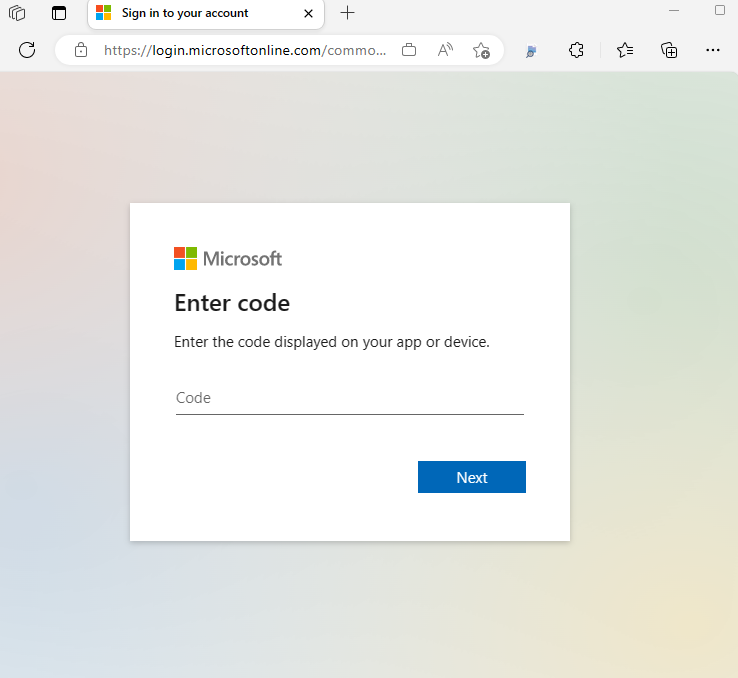 Sign in to your account
https://login.microsoftonline.com/commo...
Microsoft
Enter code
Enter the code displayed on your app or device.
Code
Next